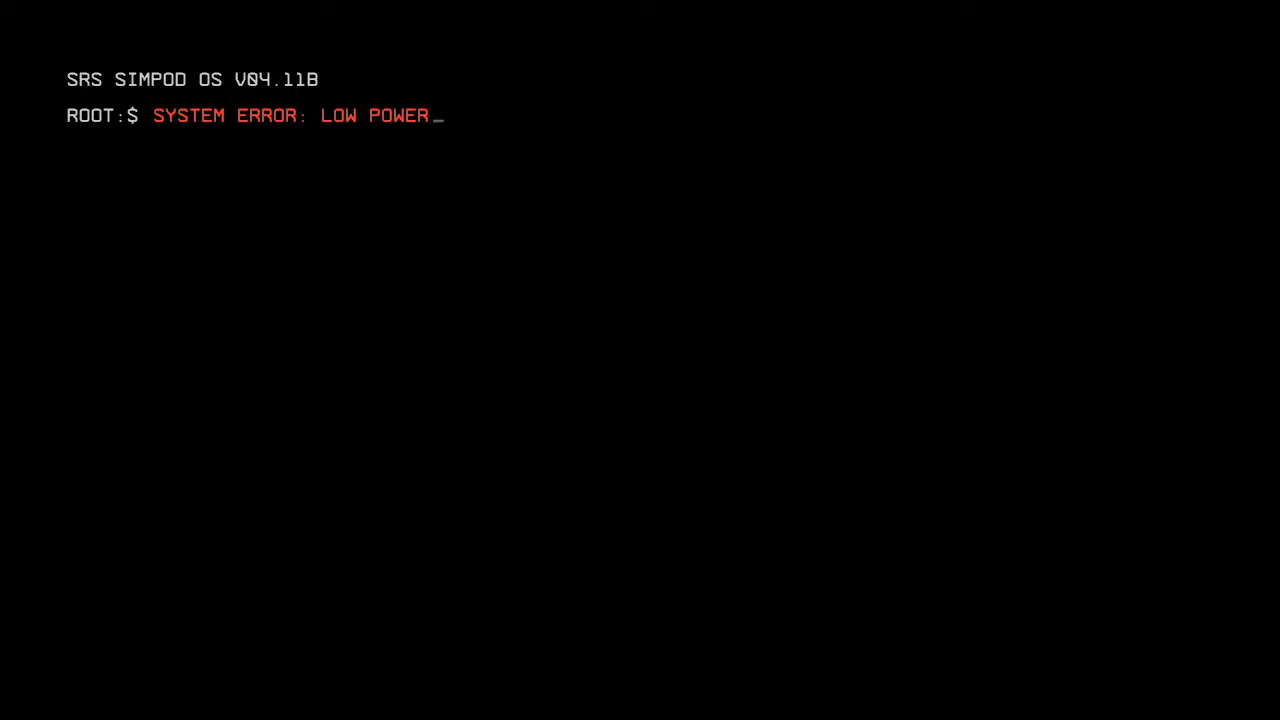 SRS SIMPOD OS V04.11B
ROOT:$ SYSTEM ERROR: LOW POWER_